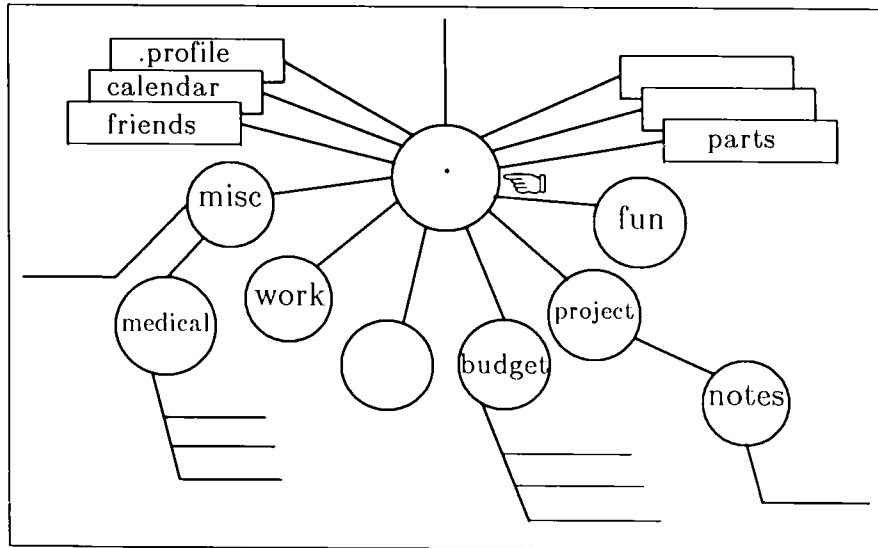 .profile
calendar
friends
parts
.
misc
fun
work
medical
project
budget
notes